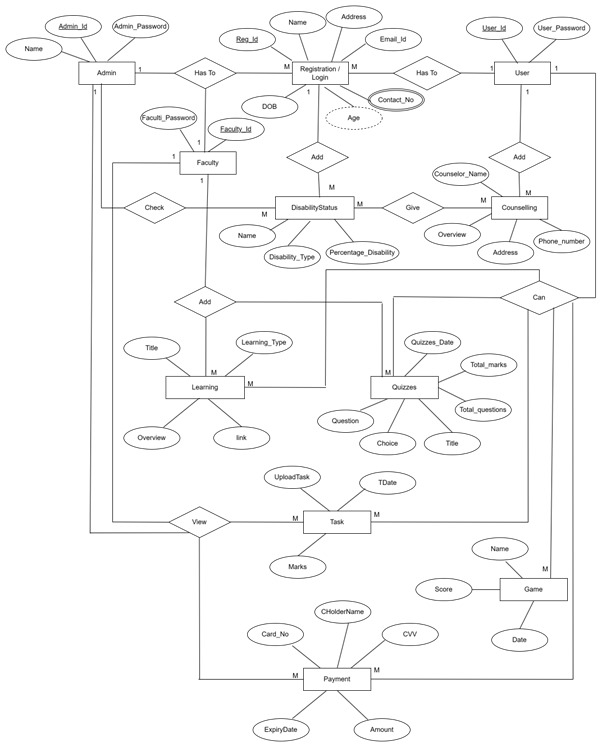 Admin_Id
Admin_Password
Name
Admin
1
Has To
1
Reg_Id
Name
Address
Email_Id
M
Registration /
Login
M
1
DOB
Age
Contact_No
Has To
User_Id
User_Password
1
User
1
1
Faculti_Password
Faculty_Id
1
1
Faculty
1
Add
M
Add
M
Counselor_Name
Check
M
DisabilityStatus
M
Give
M
Counselling
Name
Disability_Type
Percentage_Disability
Overview
Address
Phone_number
Add
Can
Title
Learning_Type
M
Learning
M
Overview
link
Quizzes_Date
Total_marks
M
Quizzes
Total_questions
Question
Choice
Title
UploadTask
TDate
View
M
Task
M
Marks
Name
M
Score
Game
Date
CHolderName
Card_No
CVV
M
Payment
M
ExpiryDate
Amount